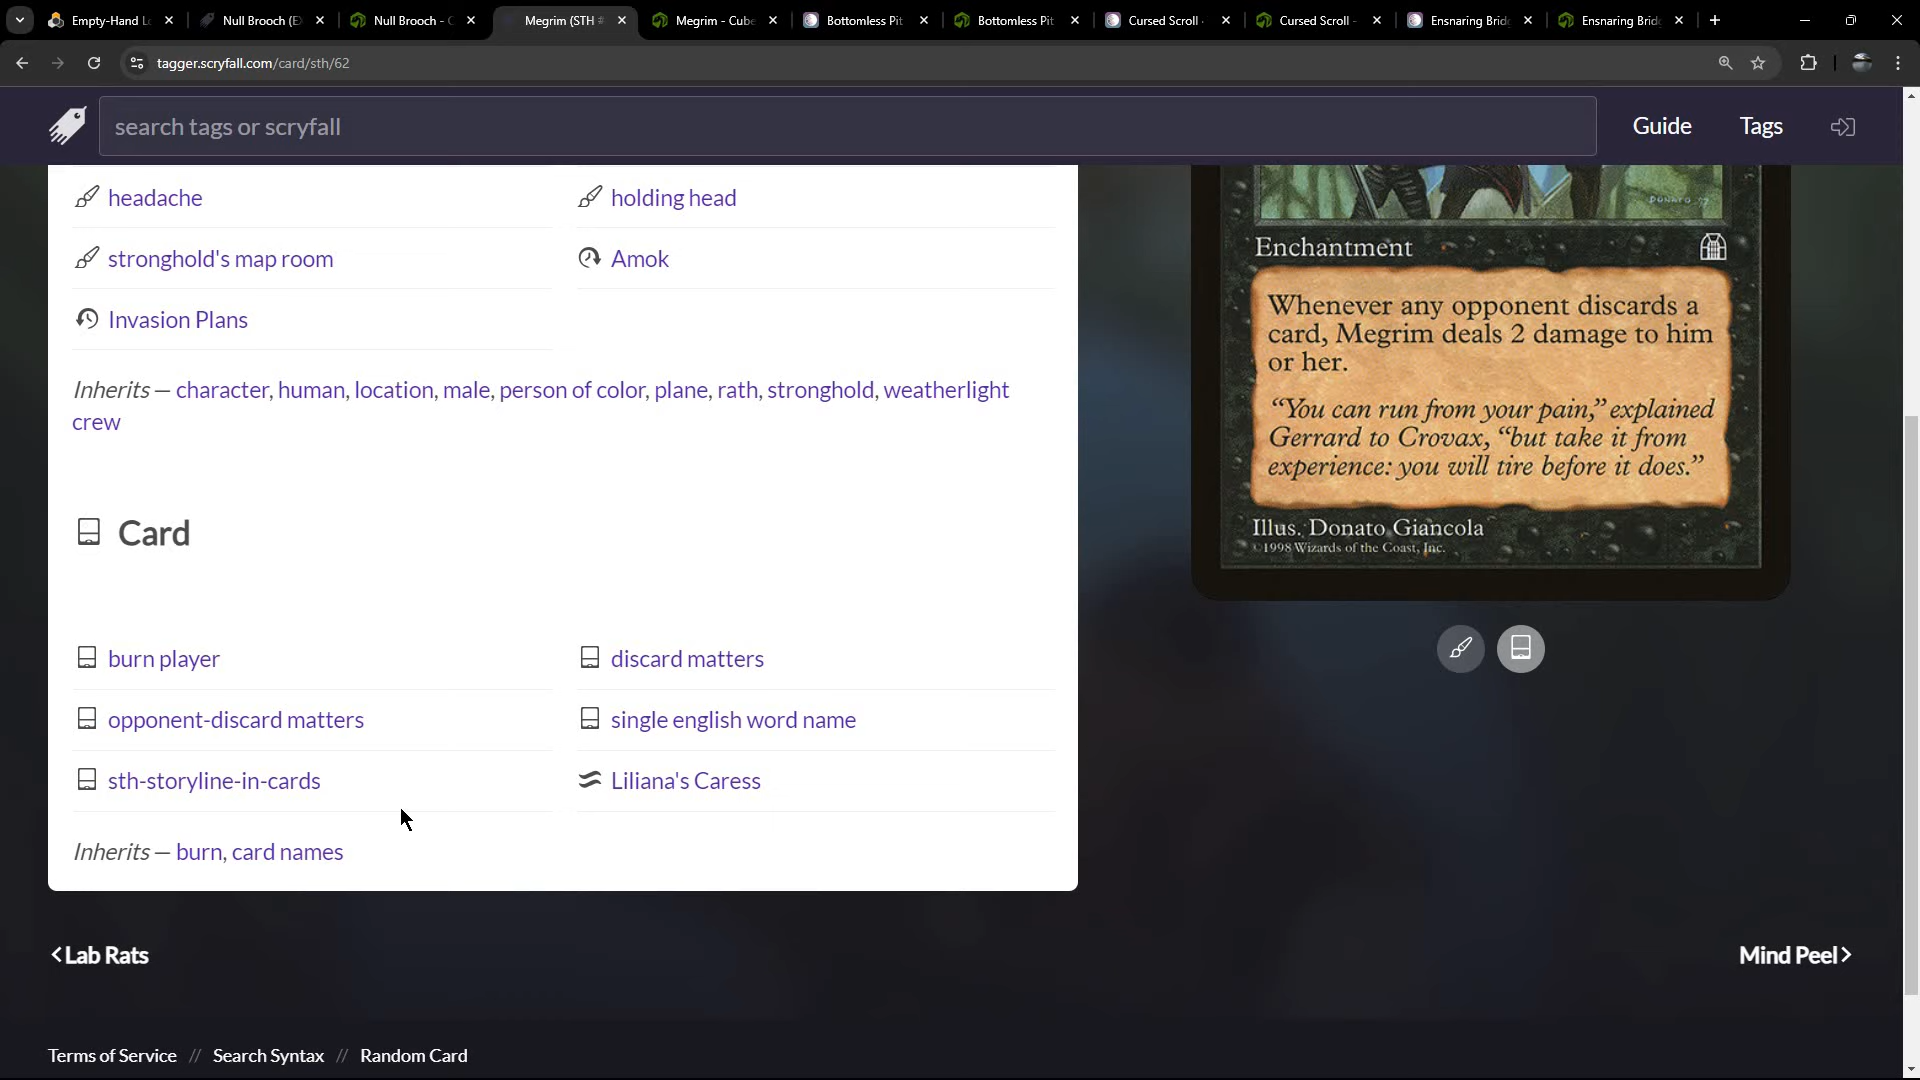 Empty-Hand L
Null Brooch (E
Null Brooch - C
Megrim (STH #
Megrim - Cube
Bottomless Pit
Bottomless Pit
Cursed Scroll -
Cursed Scroll -
Ensnaring Brid
Ensnaring Brid
tagger.scryfall.com/card/sth/62
search tags or scryfall
Guide
Tags
headache
holding head
stronghold's map room
Amok
Invasion Plans
Inherits — character, human, location, male, person of color, plane, rath, stronghold, weatherlight
crew
Card
burn player
discard matters
opponent-discard matters
single english word name
sth-storyline-in-cards
Liliana's Caress
Inherits — burn, card names
DONATO 97
Enchantment
Whenever any opponent discards a
card, Megrim deals 2 damage to him
or her.
“You can run from your pain,” explained
Gerrard to Crovax, “but take it from
experience: you will tire before it does.”
Illus. Donato Giancola
©1998 Wizards of the Coast, Inc.
<Lab Rats
Mind Peel>
Terms of Service // Search Syntax // Random Card